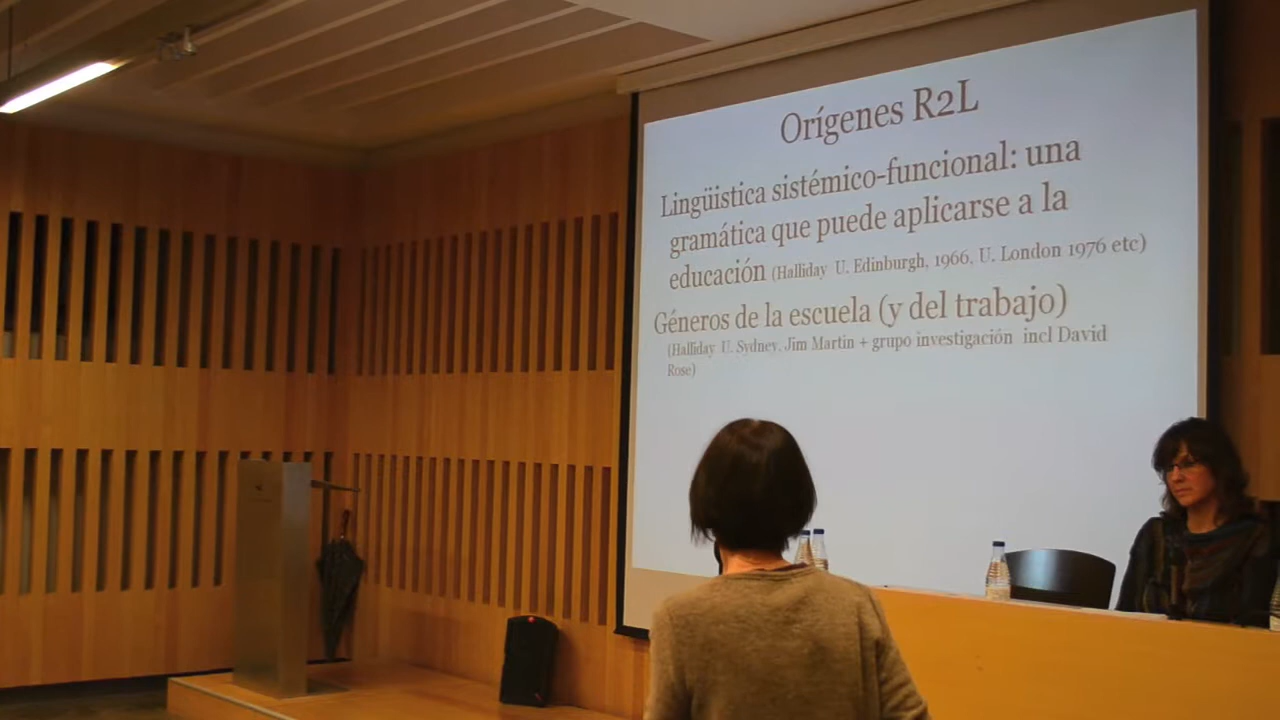 Orígenes R2L
Lingüistica sistémico-funcional: una
gramática que puede aplicarse a la
educación (Halliday U. Edinburgh, 1966, U. London 1976 etc)
Géneros de la escuela (y del trabajo)
(Halliday U. Sydney. Jim Martin + grupo investigación incl David
Rose)